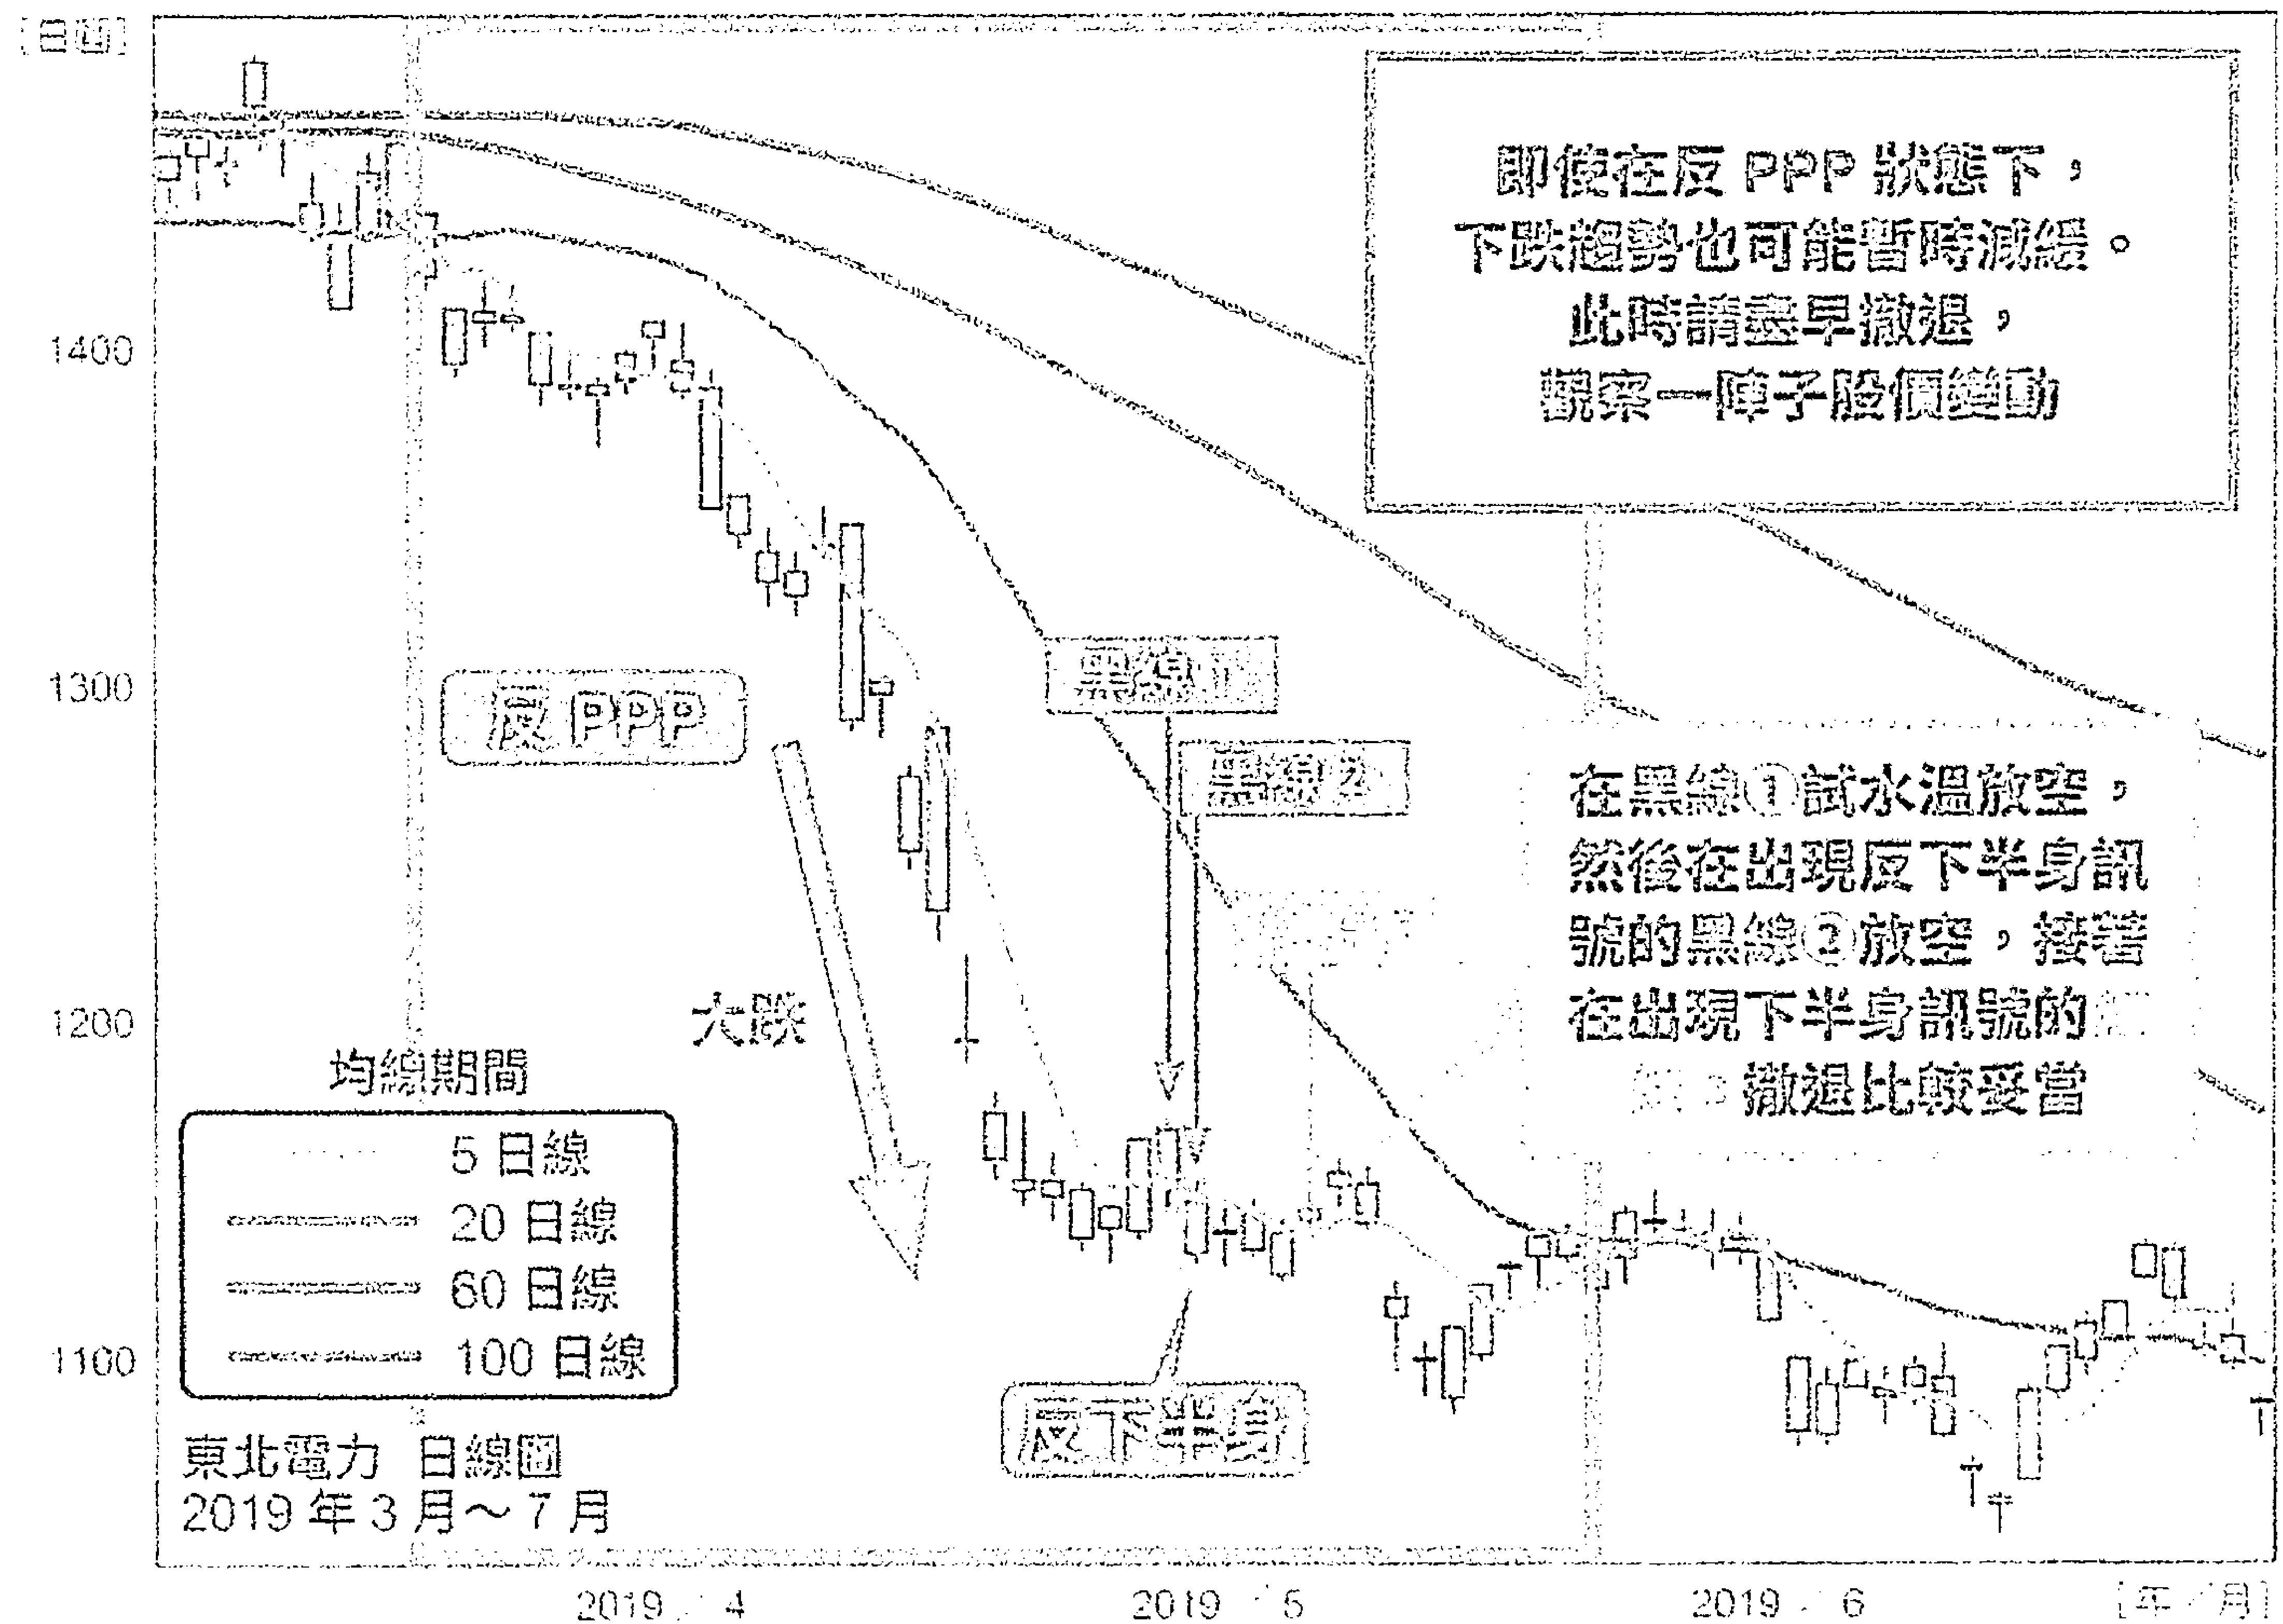 ［日圓］
即使在反 PPP 狀態下，
下跌趨勢也可能暫時減緩。
此時請盡早撤退，
觀察一陣子股價變動
1400
1300
1200
1100
反 PPP
黑線①
黑線②
在黑線①試水溫放空，
然後在出現反下半身訊
號的黑線②放空，接著
在出現下半身訊號的
撤退比較妥當
大跌
均線期間
5 日線
20 日線
60 日線
100 日線
反下半身
東北電力 日線圖
2019 年 3 月～7 月
2019／4
2019／5
2019／6
［年／月］